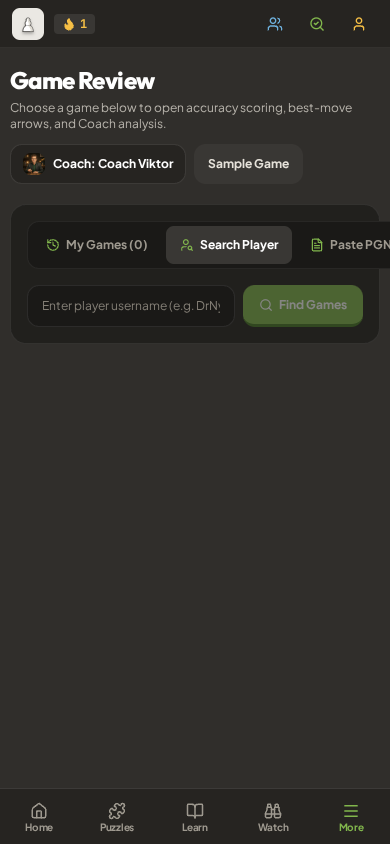 1
Game Review
Choose a game below to open accuracy scoring, best-move
arrows, and Coach analysis.
Coach: Coach Viktor
Sample Game
My Games (0)
Search Player
Paste PGN
Enter player username (e.g. DrNy
Find Games
Home
Puzzles
Learn
Watch
More